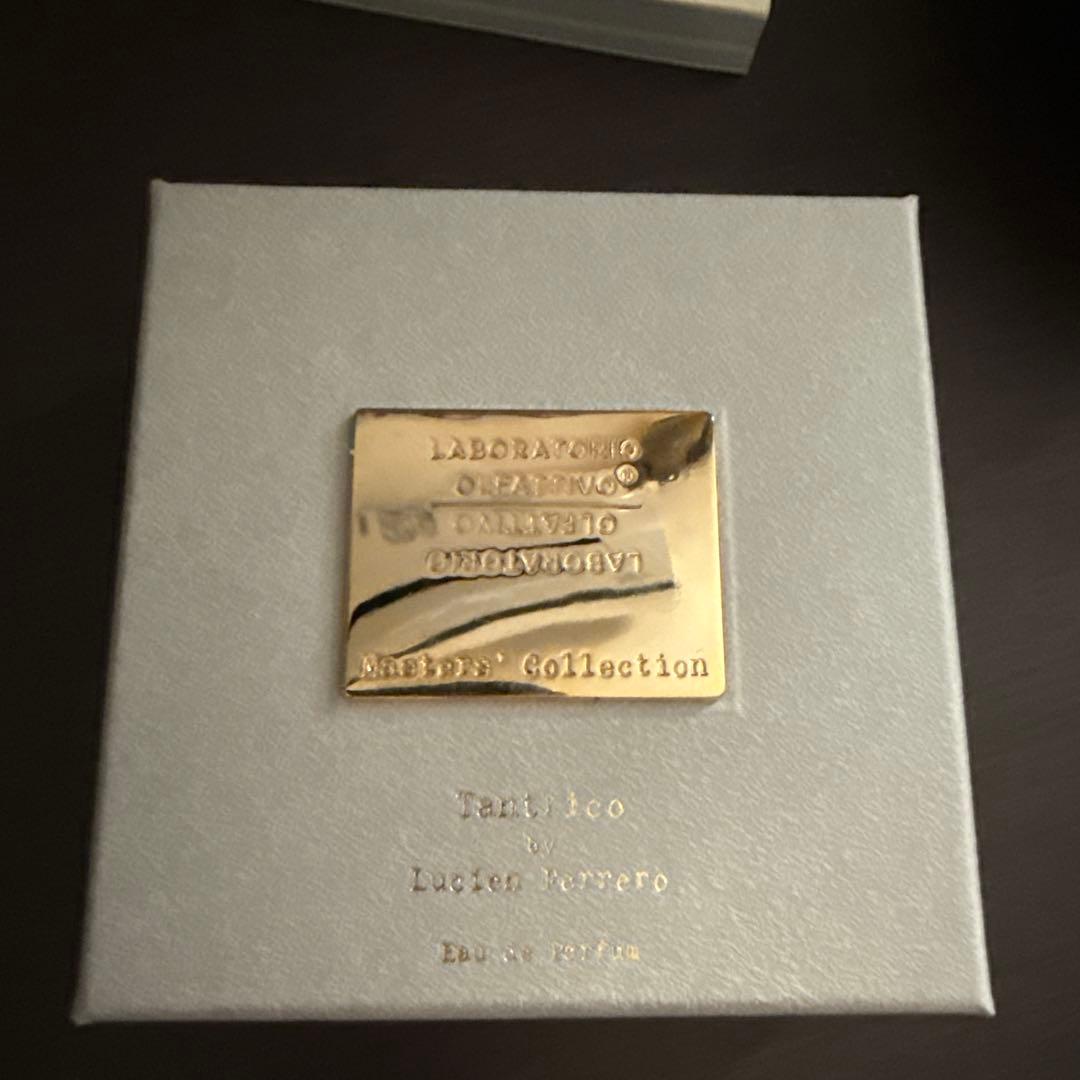 LABORATORIO
OLFATTIVO®
OLFATTIVO
LABORATORIO
Masters' Collection
Tantrico
by
Lucien Ferrero
Eau de Parfum